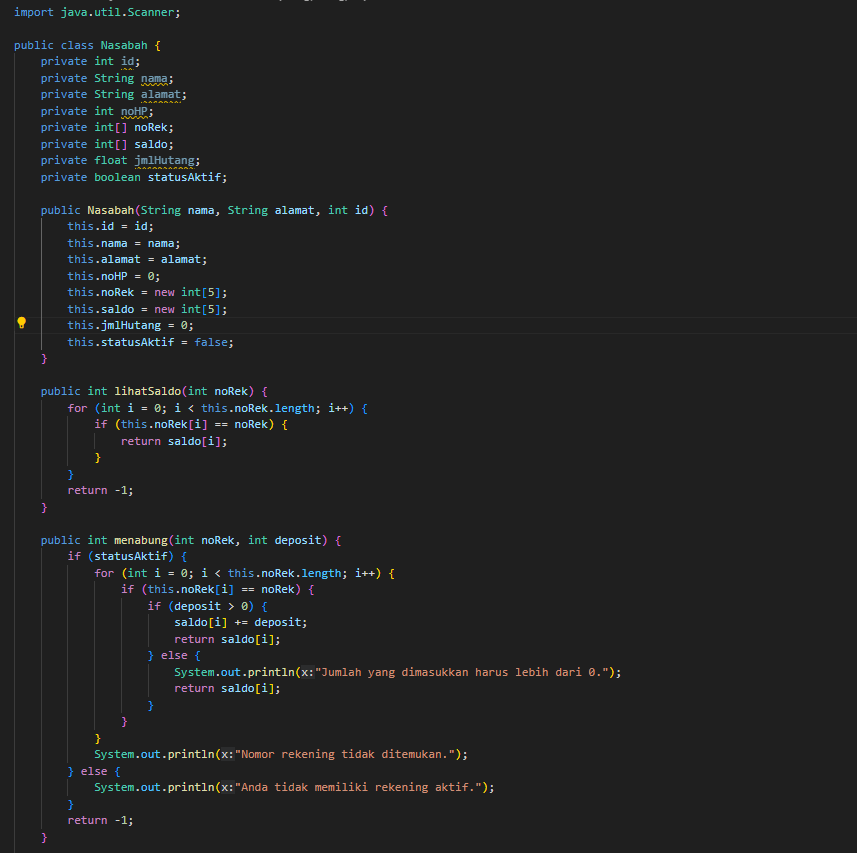 import java.util.Scanner;
public class Nasabah {
    private int id;
    private String nama;
    private String alamat;
    private int noHP;
    private int[] noRek;
    private int[] saldo;
    private float jmlHutang;
    private boolean statusAktif;
    public Nasabah(String nama, String alamat, int id) {
        this.id = id;
        this.nama = nama;
        this.alamat = alamat;
        this.noHP = 0;
        this.noRek = new int[5];
        this.saldo = new int[5];
        this.jmlHutang = 0;
        this.statusAktif = false;
    }
    public int lihatSaldo(int noRek) {
        for (int i = 0; i < this.noRek.length; i++) {
            if (this.noRek[i] == noRek) {
                return saldo[i];
            }
        }
        return -1;
    }
    public int menabung(int noRek, int deposit) {
        if (statusAktif) {
            for (int i = 0; i < this.noRek.length; i++) {
                if (this.noRek[i] == noRek) {
                    if (deposit > 0) {
                        saldo[i] += deposit;
                        return saldo[i];
                    } else {
                        System.out.println(x:"Jumlah yang dimasukkan harus lebih dari 0.");
                        return saldo[i];
                    }
                }
            }
            System.out.println(x:"Nomor rekening tidak ditemukan.");
        } else {
            System.out.println(x:"Anda tidak memiliki rekening aktif.");
        }
        return -1;
    }